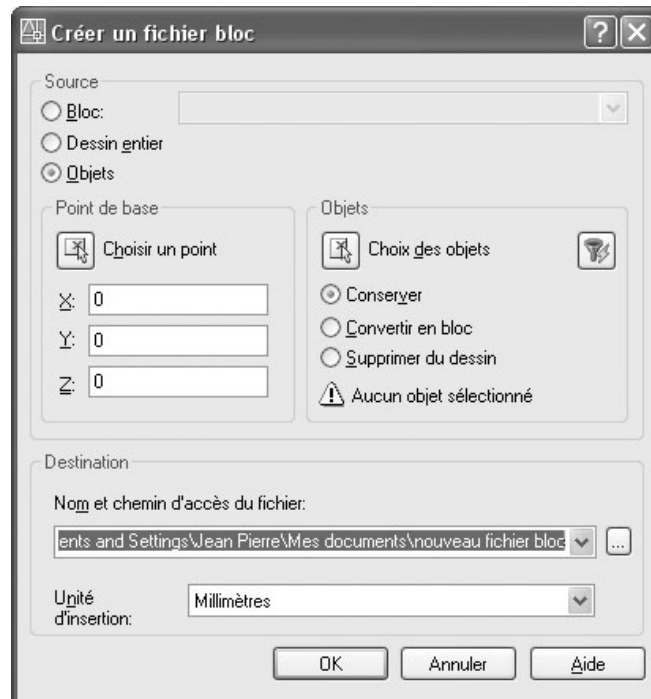 Créer un fichier bloc
Source
Bloc:
Dessin entier
Objets
Point de base
Choisir un point
X: 0
Y: 0
Z: 0
Objets
Choix des objets
Conserver
Convertir en bloc
Supprimer du dessin
Aucun objet sélectionné
Destination
Nom et chemin d'accès du fichier:
ents and Settings\Jean Pierre\Mes documents\nouveau fichier bloc
...
Unité
d'insertion:
Millimètres
OK
Annuler
Aide